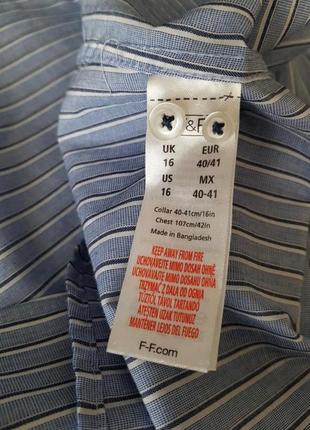 &F
UK EUR
16 40/41
US MX
16 40-41
Collar 40-41cm/16in
Chest 107cm/42in
Made in Bangladesh
KEEP AWAY FROM FIRE
UCHOVÁVEJTE MIMO DOSAH OHNĚ
UCHOVÁVAJTE MIMO DOSAHU OHŇA
TRZYMAĆ Z DALA OD OGNIA
TŰZTŐL TÁVOL TARTANDÓ
ATEŞTEN UZAK TUTUNUZ
MANTENER LEJOS DEL FUEGO
F-F.com